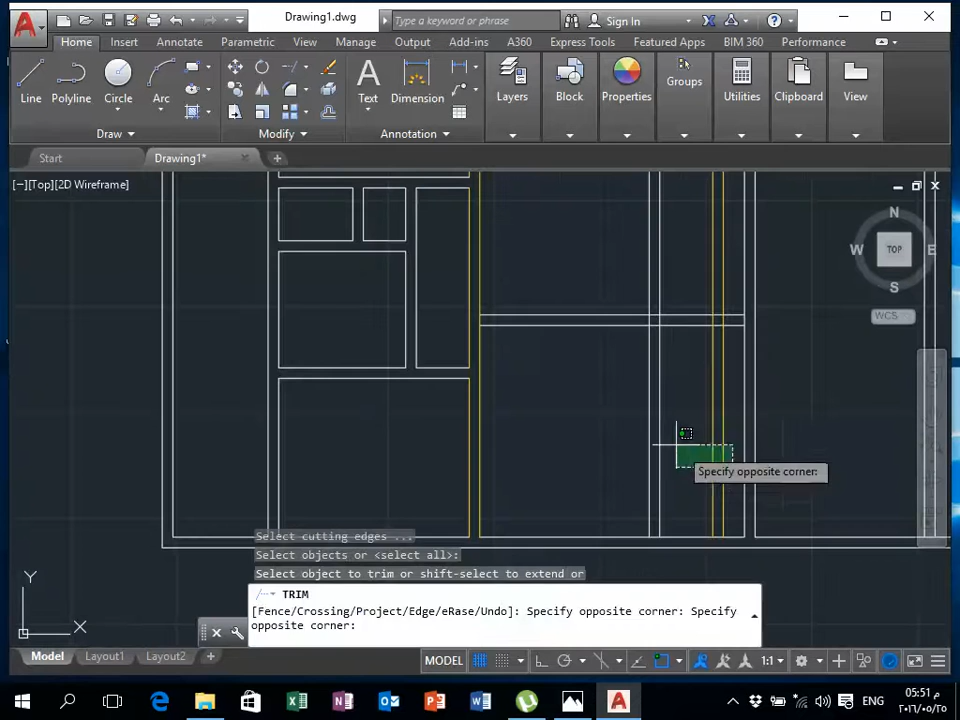 Drawing1.dwg
Type a keyword or phrase
Sign In
Home Insert Annotate Parametric View Manage Output Add-ins A360 Express Tools Featured Apps BIM 360 Performance
Line Polyline Circle Arc Text Dimension Layers Block Properties Groups Utilities Clipboard View
Draw Modify Annotation
Start Drawing1*
[−][Top][2D Wireframe]
N
W TOP E
S
WCS
Specify opposite corner:
Select cutting edges ...
Select objects or <select all>:
Select object to trim or shift-select to extend or
Y
X
TRIM
[Fence/Crossing/Project/Edge/eRase/Undo]: Specify opposite corner: Specify
opposite corner:
Model Layout1 Layout2 + MODEL 1:1
ENG
05:51 م